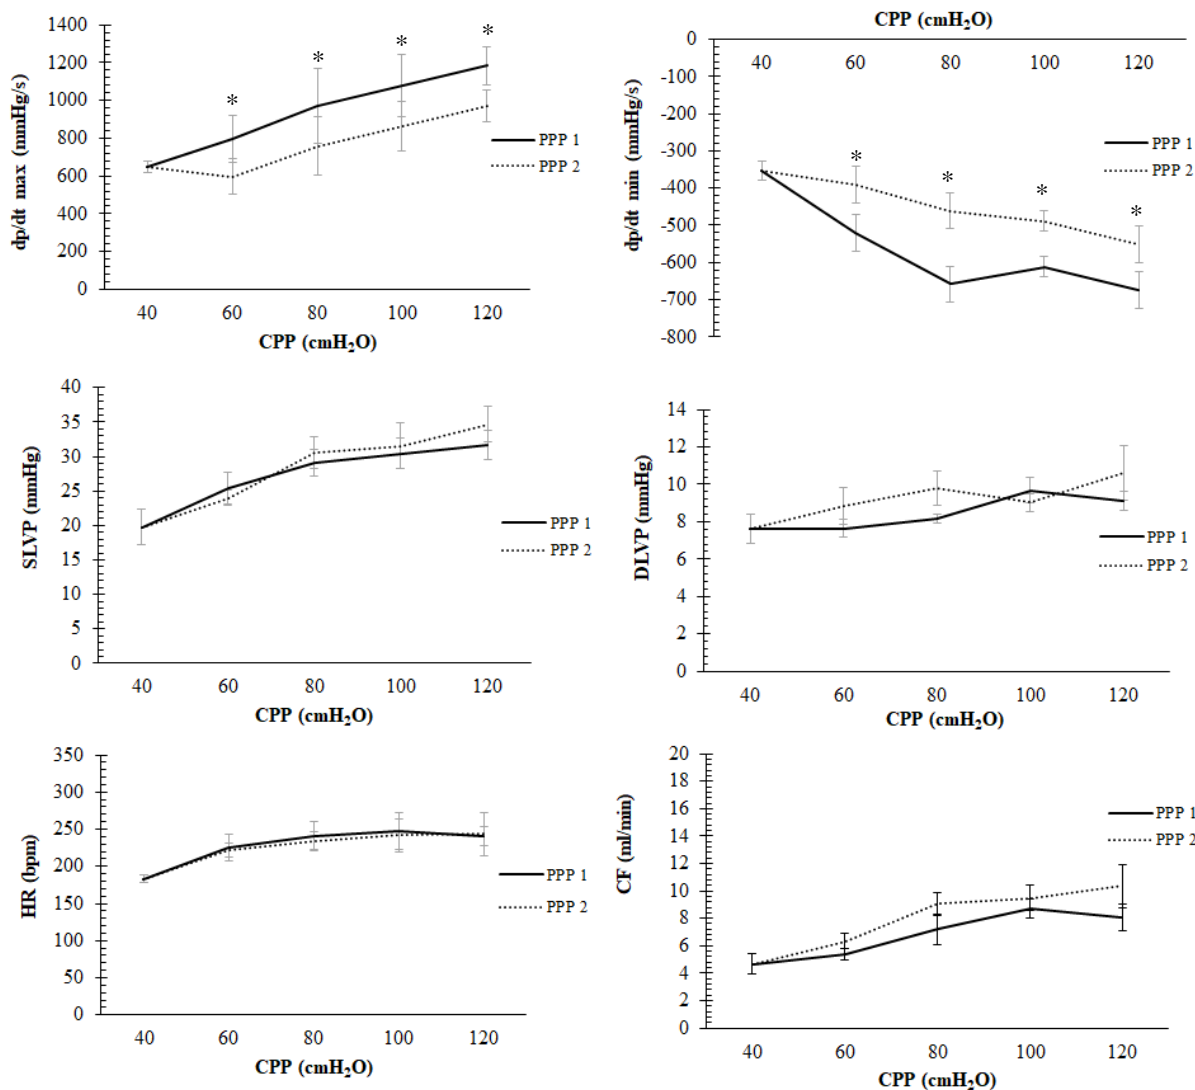 1400
1200
1000
800
600
400
200
0
dp/dt max (mmHg/s)
*
*
*
*
*
PPP 1
PPP 2
40 60 80 100 120
CPP (cmH₂O)
CPP (cmH₂O)
0
-100
-200
-300
-400
-500
-600
-700
-800
dp/dt min (mmHg/s)
40 60 80 100 120
*
*
*
*
PPP 1
PPP 2
40
35
30
25
20
15
10
5
0
SLVP (mmHg)
PPP 1
PPP 2
40 60 80 100 120
CPP (cmH₂O)
14
12
10
8
6
4
2
0
DLVP (mmHg)
PPP 1
PPP 2
40 60 80 100 120
CPP (cmH₂O)
350
300
250
200
150
100
50
0
HR (bpm)
PPP 1
PPP 2
40 60 80 100 120
CPP (cmH₂O)
20
18
16
14
12
10
8
6
4
2
0
CF (ml/min)
PPP 1
PPP 2
40 60 80 100 120
CPP (cmH₂O)